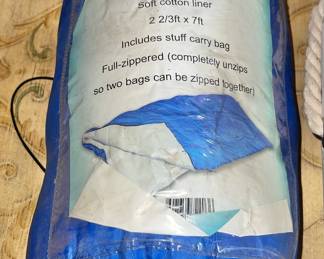 Soft cotton liner
2 2/3ft x 7ft
Includes stuff carry bag
Full-zippered (completely unzips
so two bags can be zipped together)